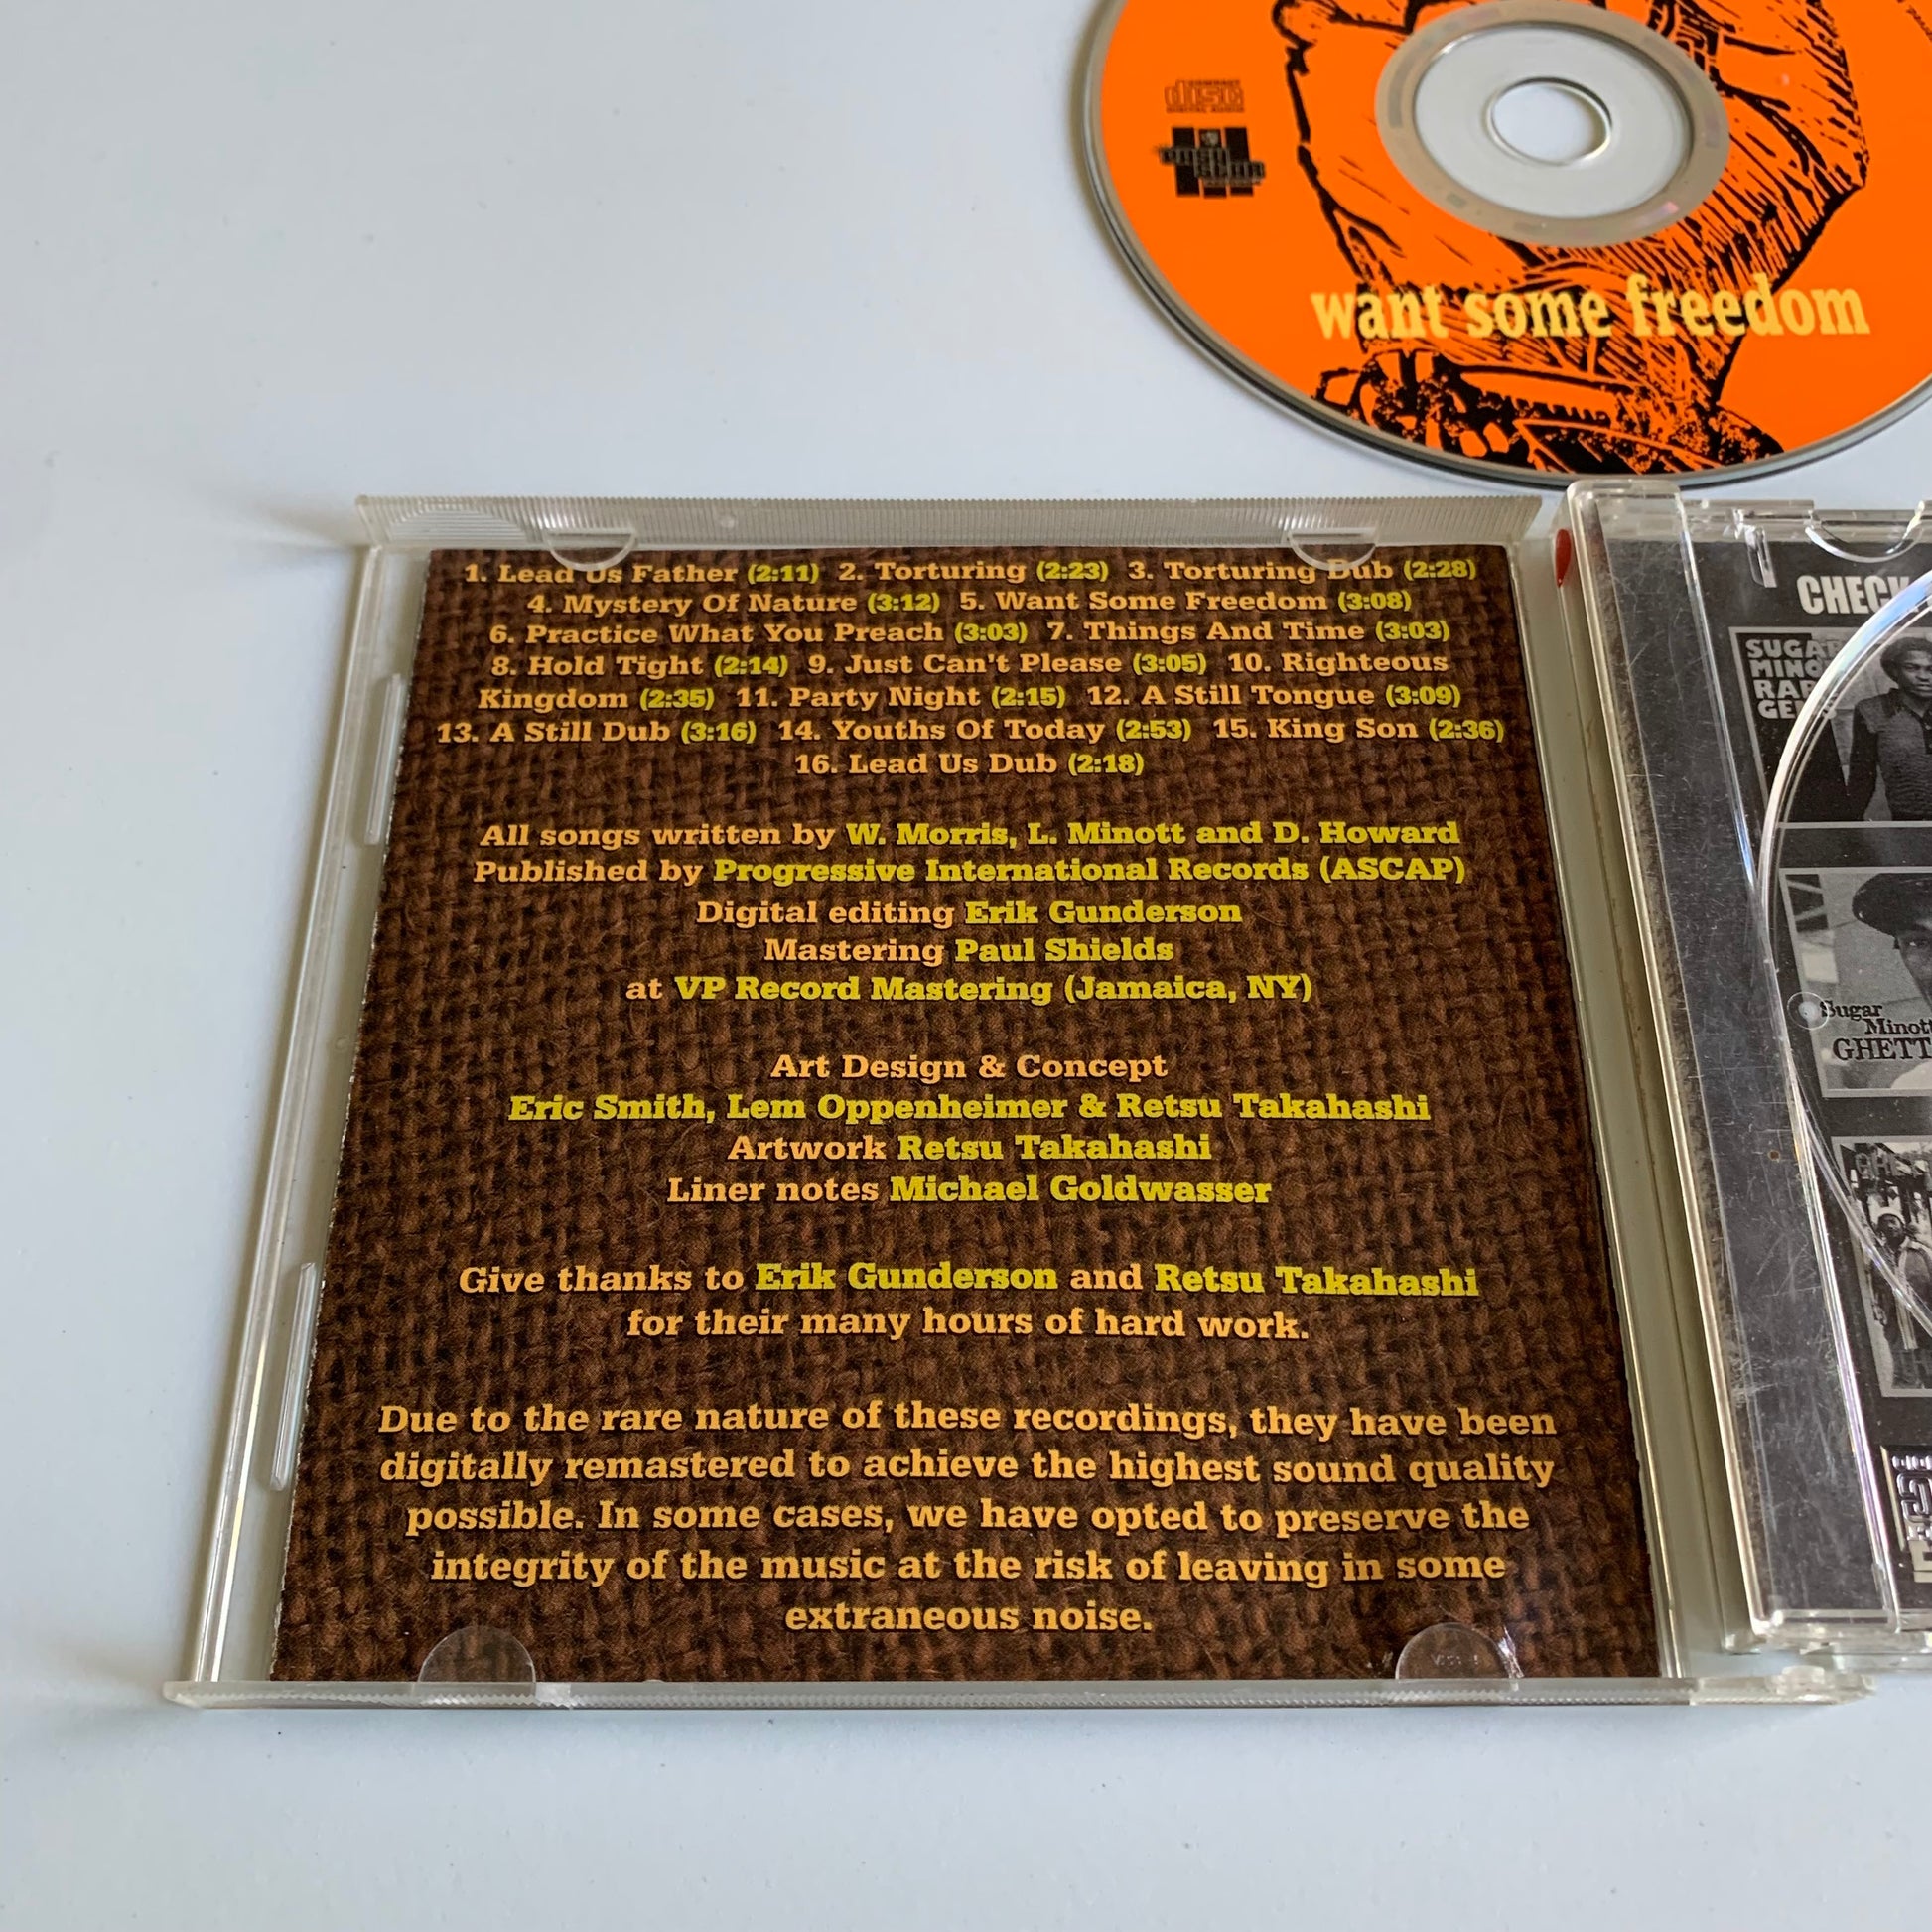 COMPACT
disc
DIGITAL AUDIO
EASY
STAR
want some freedom
1. Lead Us Father (2:11) 2. Torturing (2:23) 3. Torturing Dub (2:28)
4. Mystery Of Nature (3:12) 5. Want Some Freedom (3:08)
6. Practice What You Preach (3:03) 7. Things And Time (3:03)
8. Hold Tight (2:14) 9. Just Can't Please (3:05) 10. Righteous
Kingdom (2:35) 11. Party Night (2:15) 12. A Still Tongue (3:09)
13. A Still Dub (3:16) 14. Youths Of Today (2:53) 15. King Son (2:36)
16. Lead Us Dub (2:18)
All songs written by W. Morris, L. Minott and D. Howard
Published by Progressive International Records (ASCAP)
Digital editing Erik Gunderson
Mastering Paul Shields
at VP Record Mastering (Jamaica, NY)
Art Design & Concept
Eric Smith, Lem Oppenheimer & Retsu Takahashi
Artwork Retsu Takahashi
Liner notes Michael Goldwasser
Give thanks to Erik Gunderson and Retsu Takahashi
for their many hours of hard work.
Due to the rare nature of these recordings, they have been
digitally remastered to achieve the highest sound quality
possible. In some cases, we have opted to preserve the
integrity of the music at the risk of leaving in some
extraneous noise.
CHECK
SUGAR
MINO
RAR
GE
Sugar
Minott
GHETT